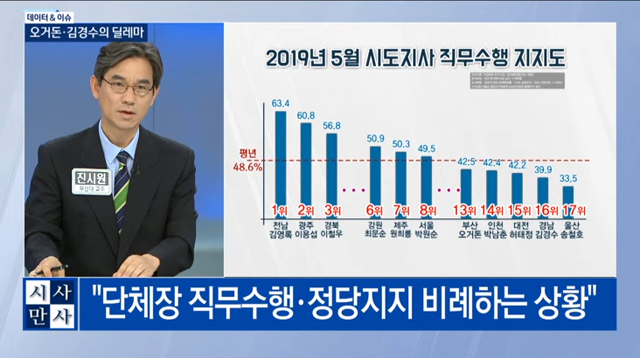 데이터 & 이슈
오거돈·김경수의 딜레마
2019년 5월 시도지사 직무수행 지지도
63.4
60.8
56.8
50.9
50.3
49.5
42.5
42.4
42.2
39.9
33.5
평년
48.6%
1위 2위 3위 6위 7위 8위 13위 14위 15위 16위 17위
전남 광주 경북 강원 제주 서울 부산 인천 대전 경남 울산
김영록 이용섭 이철우 최문순 원희룡 박원순 오거돈 박남춘 허태정 김경수 송철호
진시원
부산대 교수
시사
만사
"단체장 직무수행·정당지지 비례하는 상황"